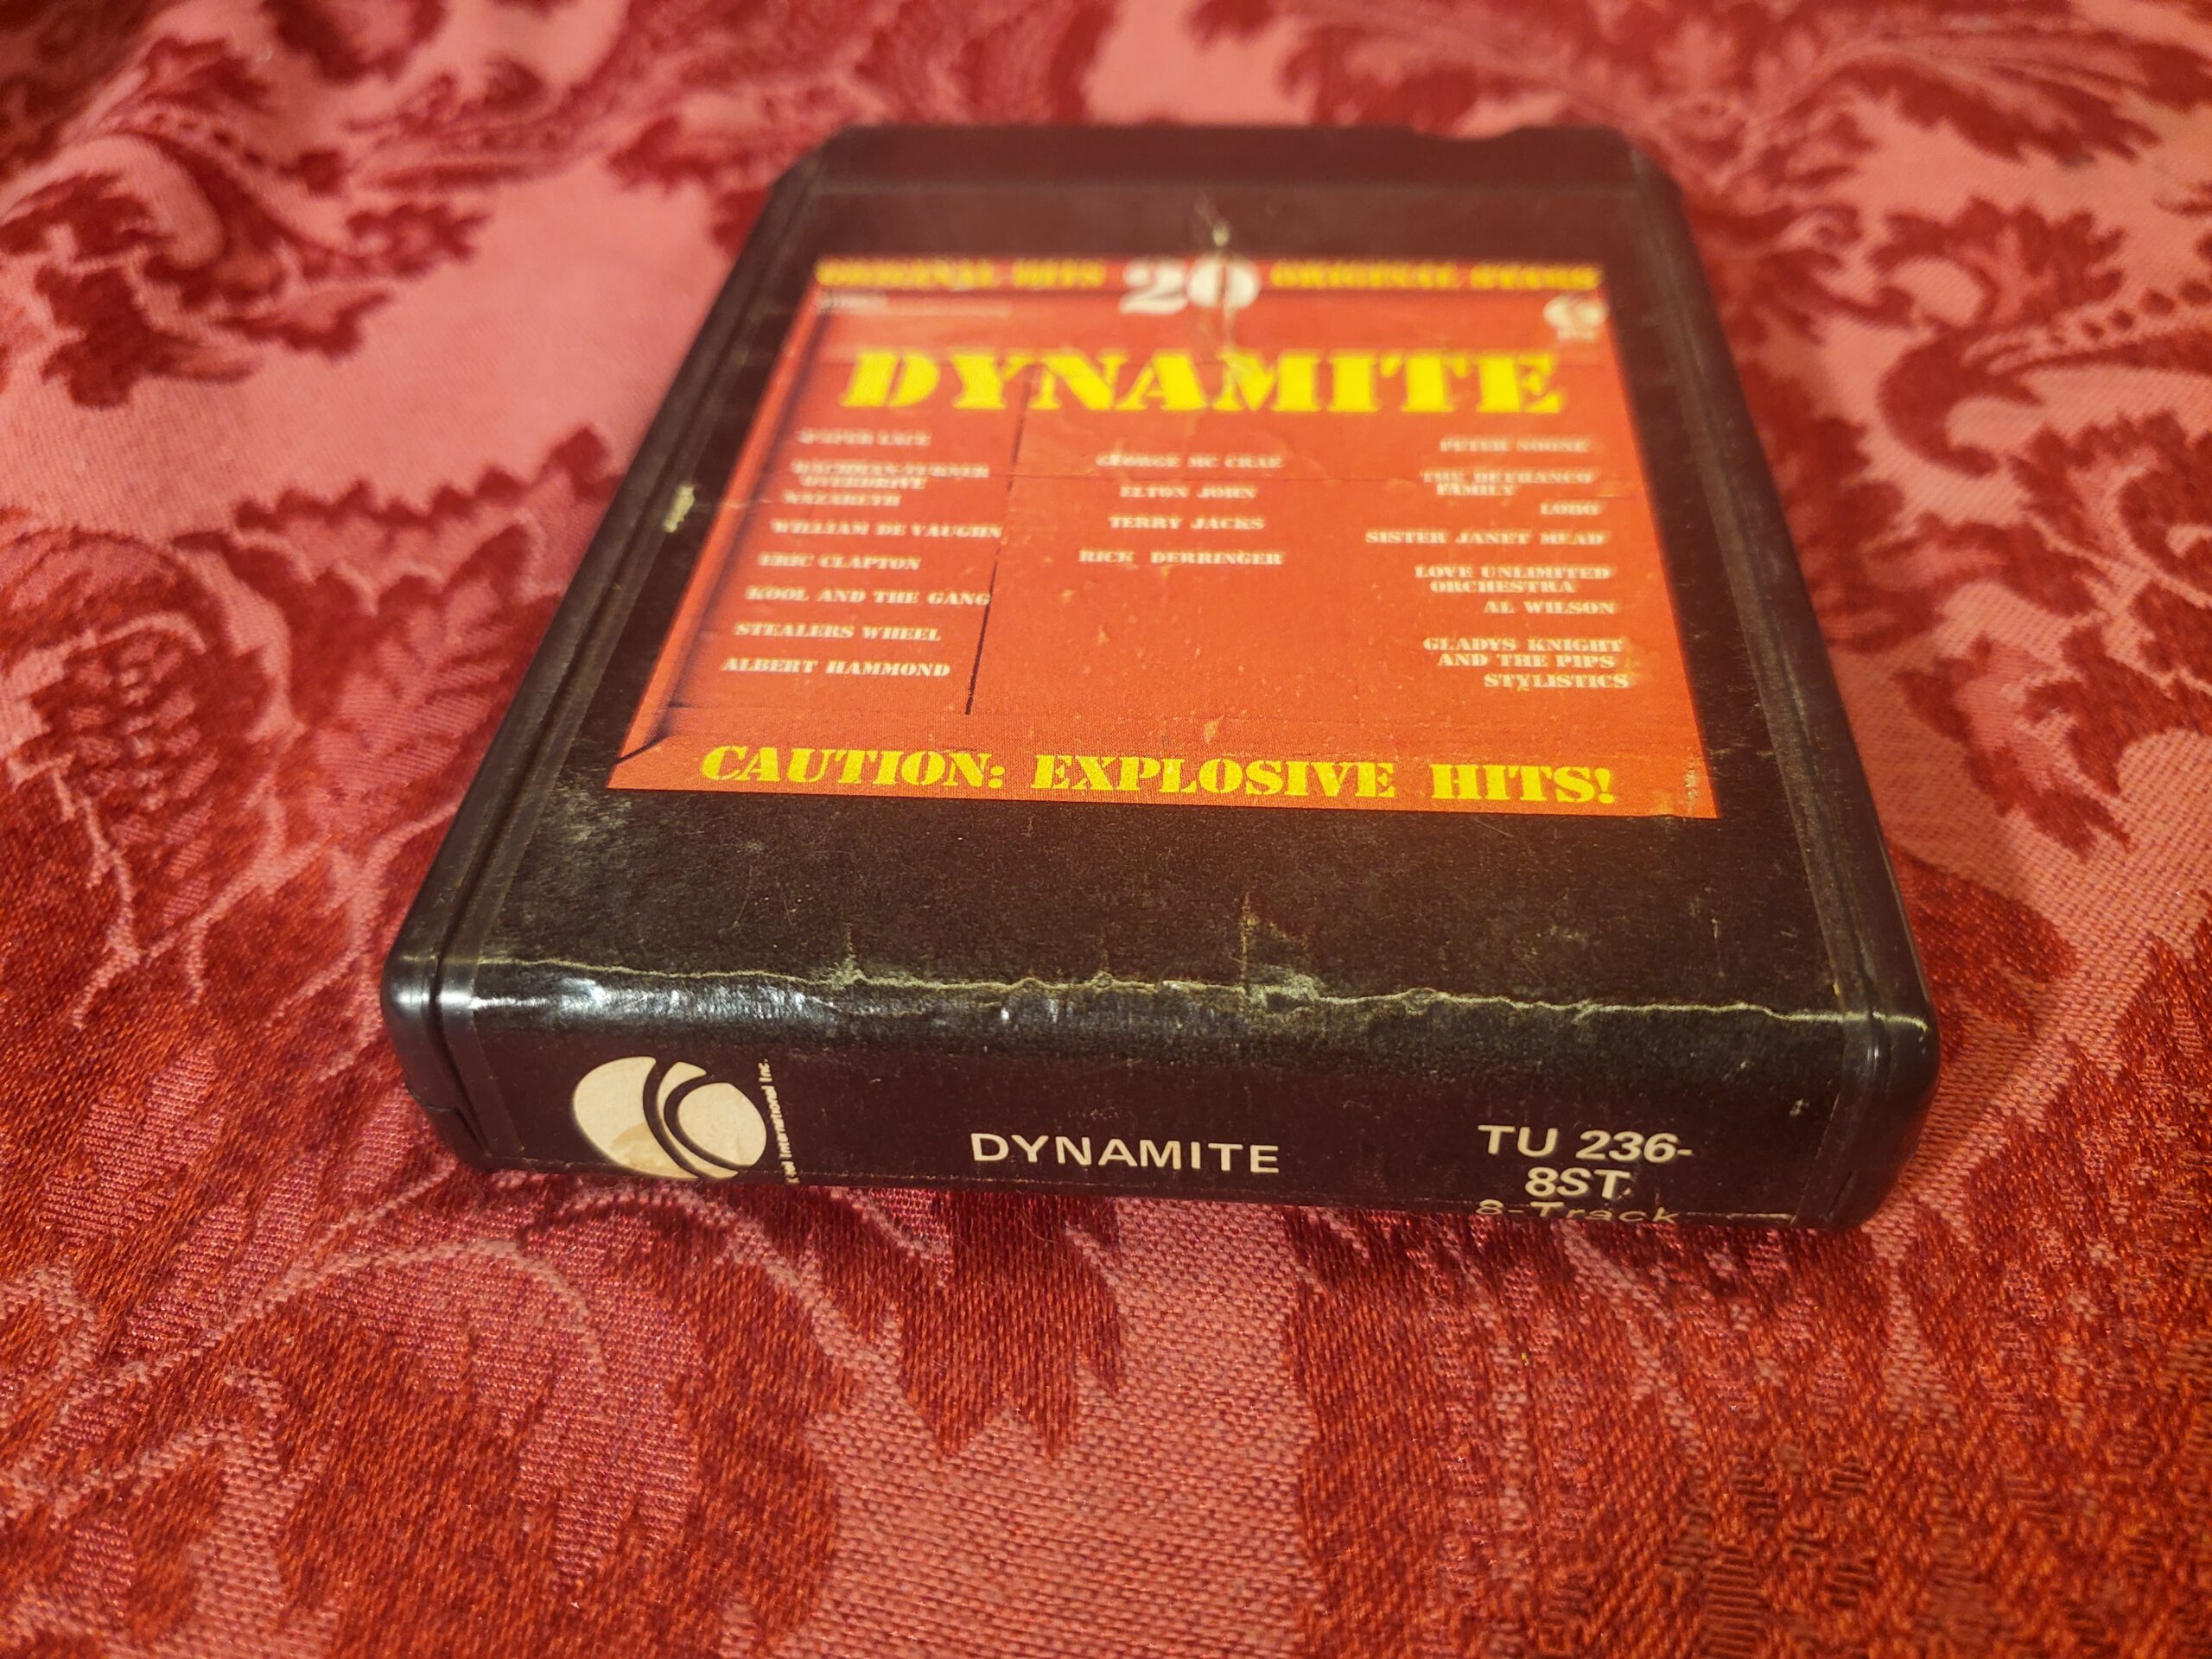 ORIGINAL HITS 20 ORIGINAL STARS
DYNAMITE
PAPER LACE
BACHMAN-TURNER
OVERDRIVE
NAZARETH
WILLIAM DE VAUGHN
ERIC CLAPTON
KOOL AND THE GANG
STEALERS WHEEL
ALBERT HAMMOND
GEORGE MC CRAE
ELTON JOHN
TERRY JACKS
RICK DERRINGER
PETER NOONE
THE DEFRANCO
FAMILY
LOBO
SISTER JANET MEAD
LOVE UNLIMITED
ORCHESTRA
AL WILSON
GLADYS KNIGHT
AND THE PIPS
STYLISTICS
CAUTION: EXPLOSIVE HITS!
International Inc.
DYNAMITE
TU 236-
8ST
8-Track